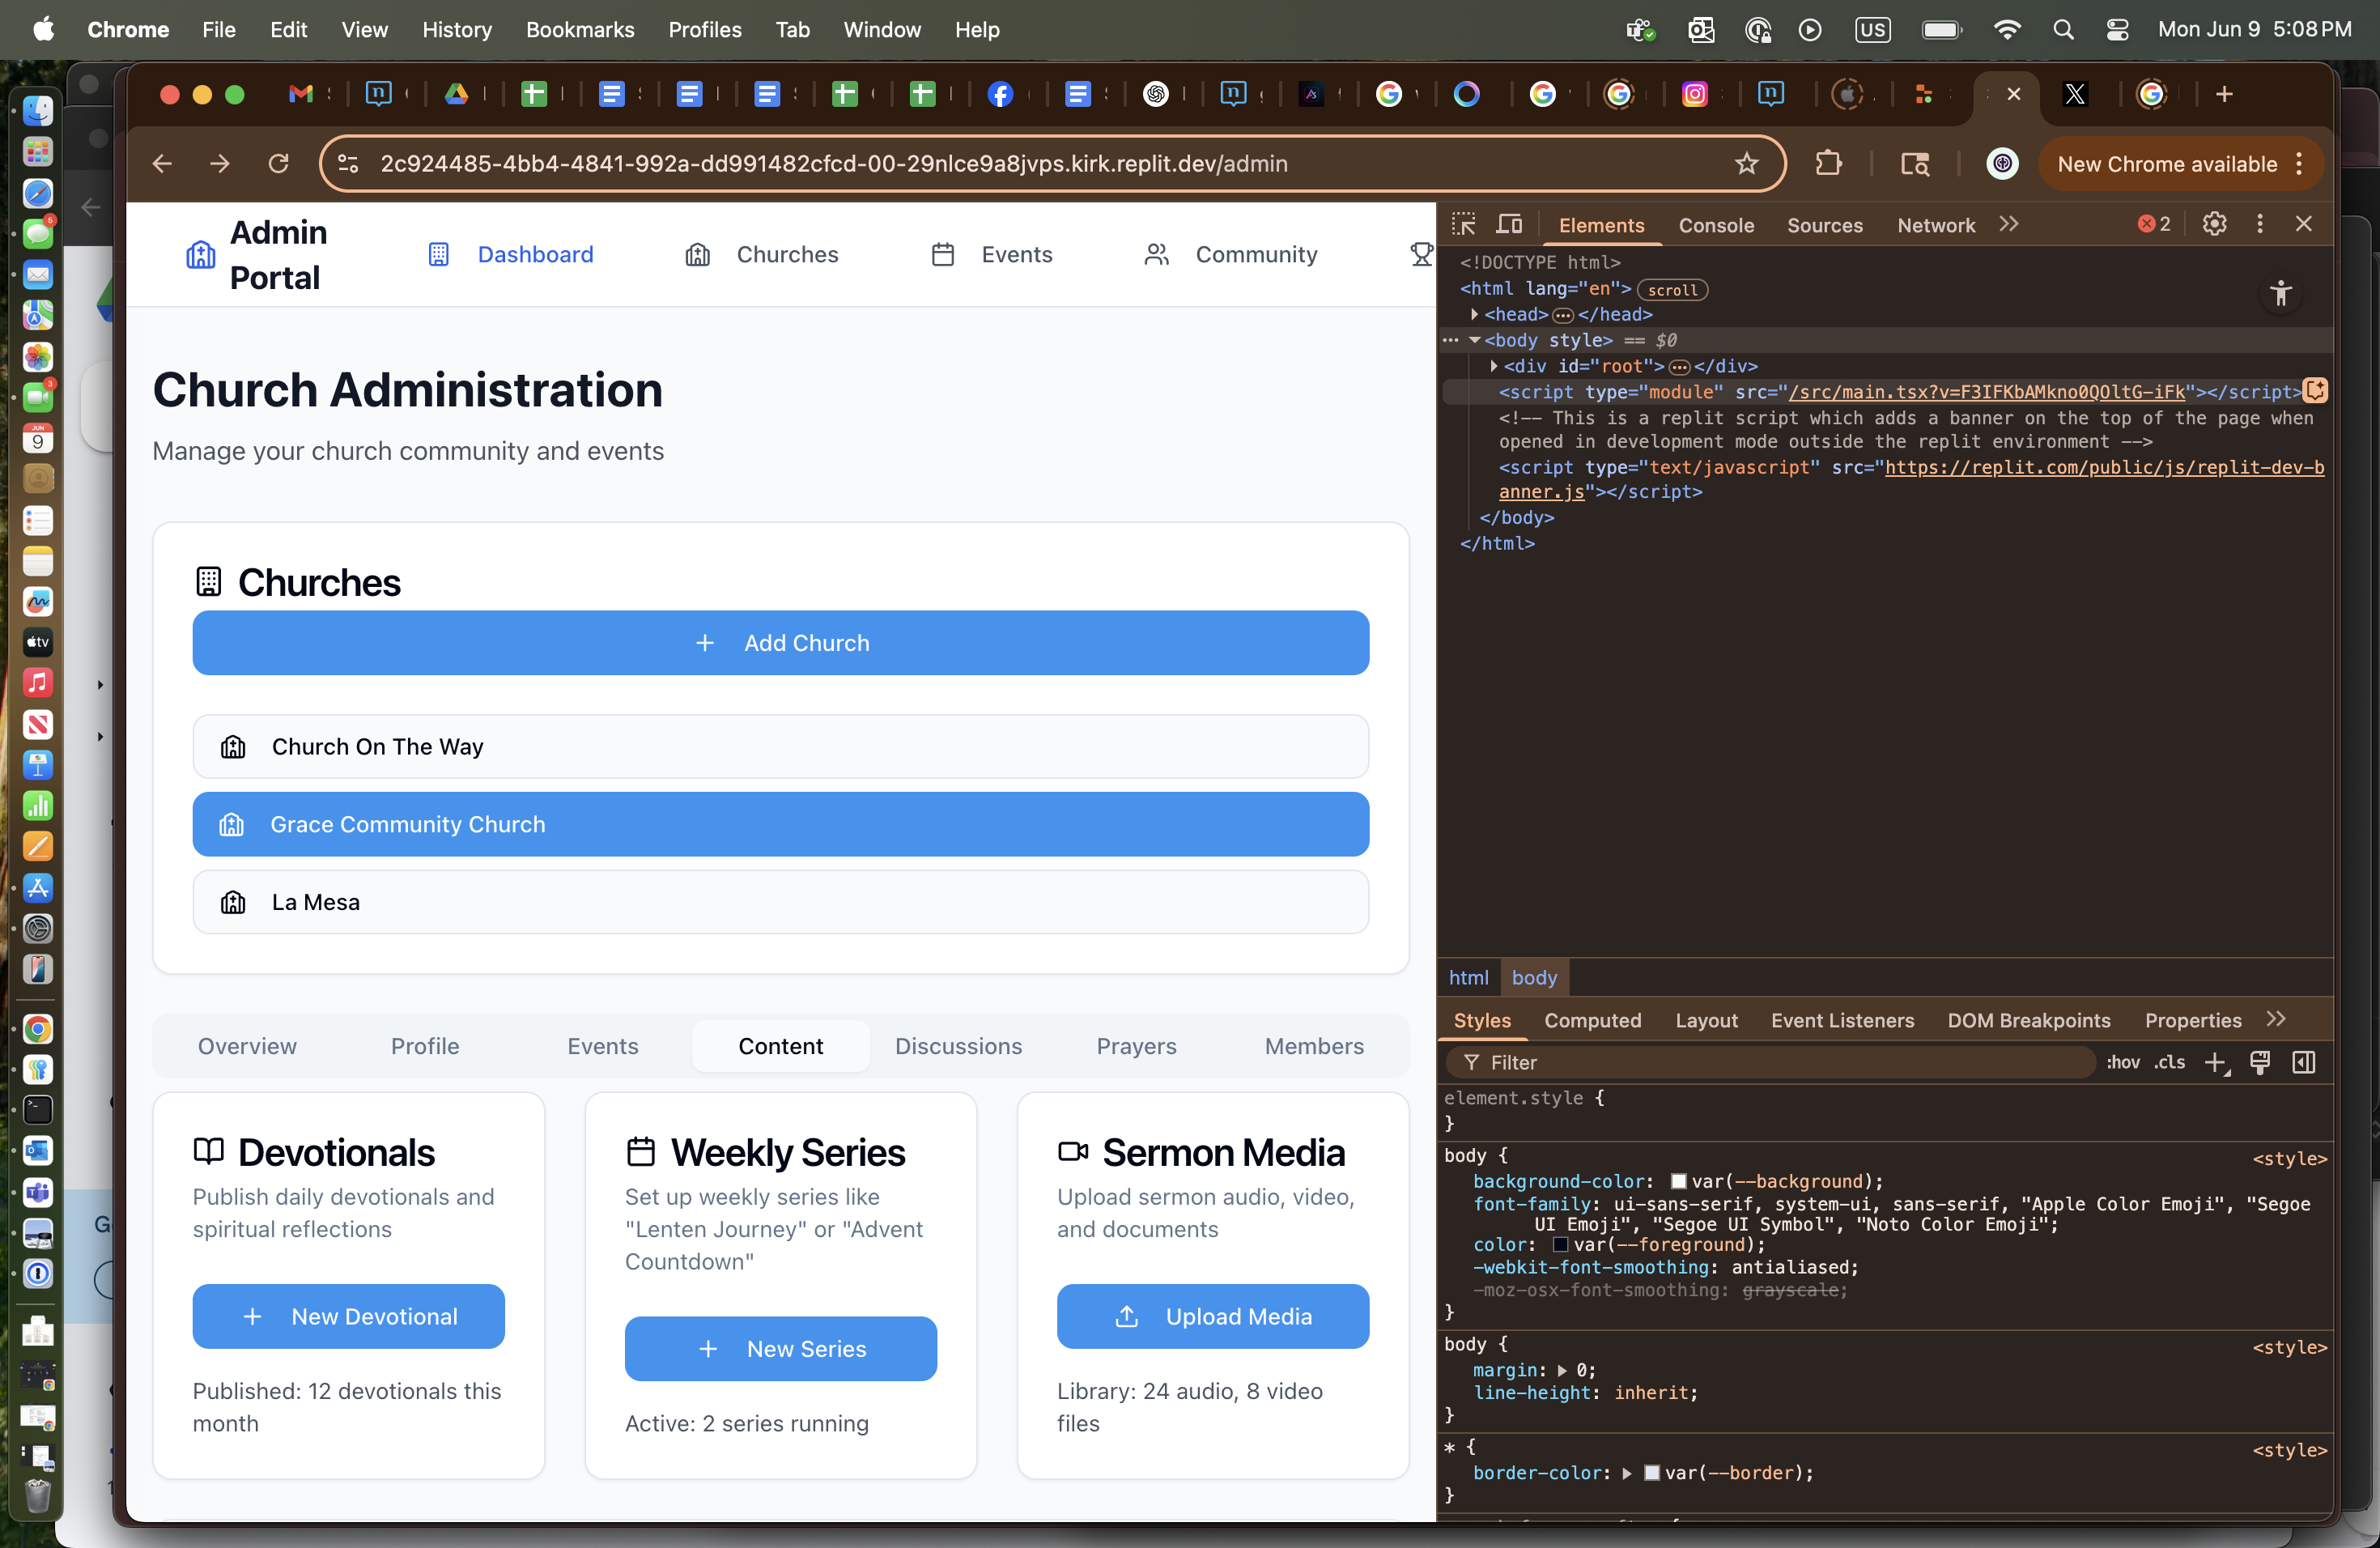 Chrome File Edit View History Bookmarks Profiles Tab Window Help US Mon Jun 9 5:08 PM
2c924485-4bb4-4841-992a-dd991482cfcd-00-29nlce9a8jvps.kirk.replit.dev/admin
New Chrome available
Admin
Portal
Dashboard Churches Events Community
Church Administration
Manage your church community and events
Churches
+ Add Church
Church On The Way
Grace Community Church
La Mesa
Overview Profile Events Content Discussions Prayers Members
Devotionals
Publish daily devotionals and
spiritual reflections
+ New Devotional
Published: 12 devotionals this
month
Weekly Series
Set up weekly series like
"Lenten Journey" or "Advent
Countdown"
+ New Series
Active: 2 series running
Sermon Media
Upload sermon audio, video,
and documents
Upload Media
Library: 24 audio, 8 video
files
Elements Console Sources Network 2
<!DOCTYPE html>
<html lang="en"> scroll
<head> … </head>
<body style> == $0
<div id="root"> … </div>
<script type="module" src="/src/main.tsx?v=F3IFKbAMkno0QOltG-iFk"></script>
<!-- This is a replit script which adds a banner on the top of the page when
opened in development mode outside the replit environment -->
<script type="text/javascript" src="https://replit.com/public/js/replit-dev-b
anner.js"></script>
</body>
</html>
html body
Styles Computed Layout Event Listeners DOM Breakpoints Properties
Filter :hov .cls
element.style {
}
body { <style>
background-color: var(--background);
font-family: ui-sans-serif, system-ui, sans-serif, "Apple Color Emoji", "Segoe
UI Emoji", "Segoe UI Symbol", "Noto Color Emoji";
color: var(--foreground);
-webkit-font-smoothing: antialiased;
-moz-osx-font-smoothing: grayscale;
}
body { <style>
margin: 0;
line-height: inherit;
}
* { <style>
border-color: var(--border);
}